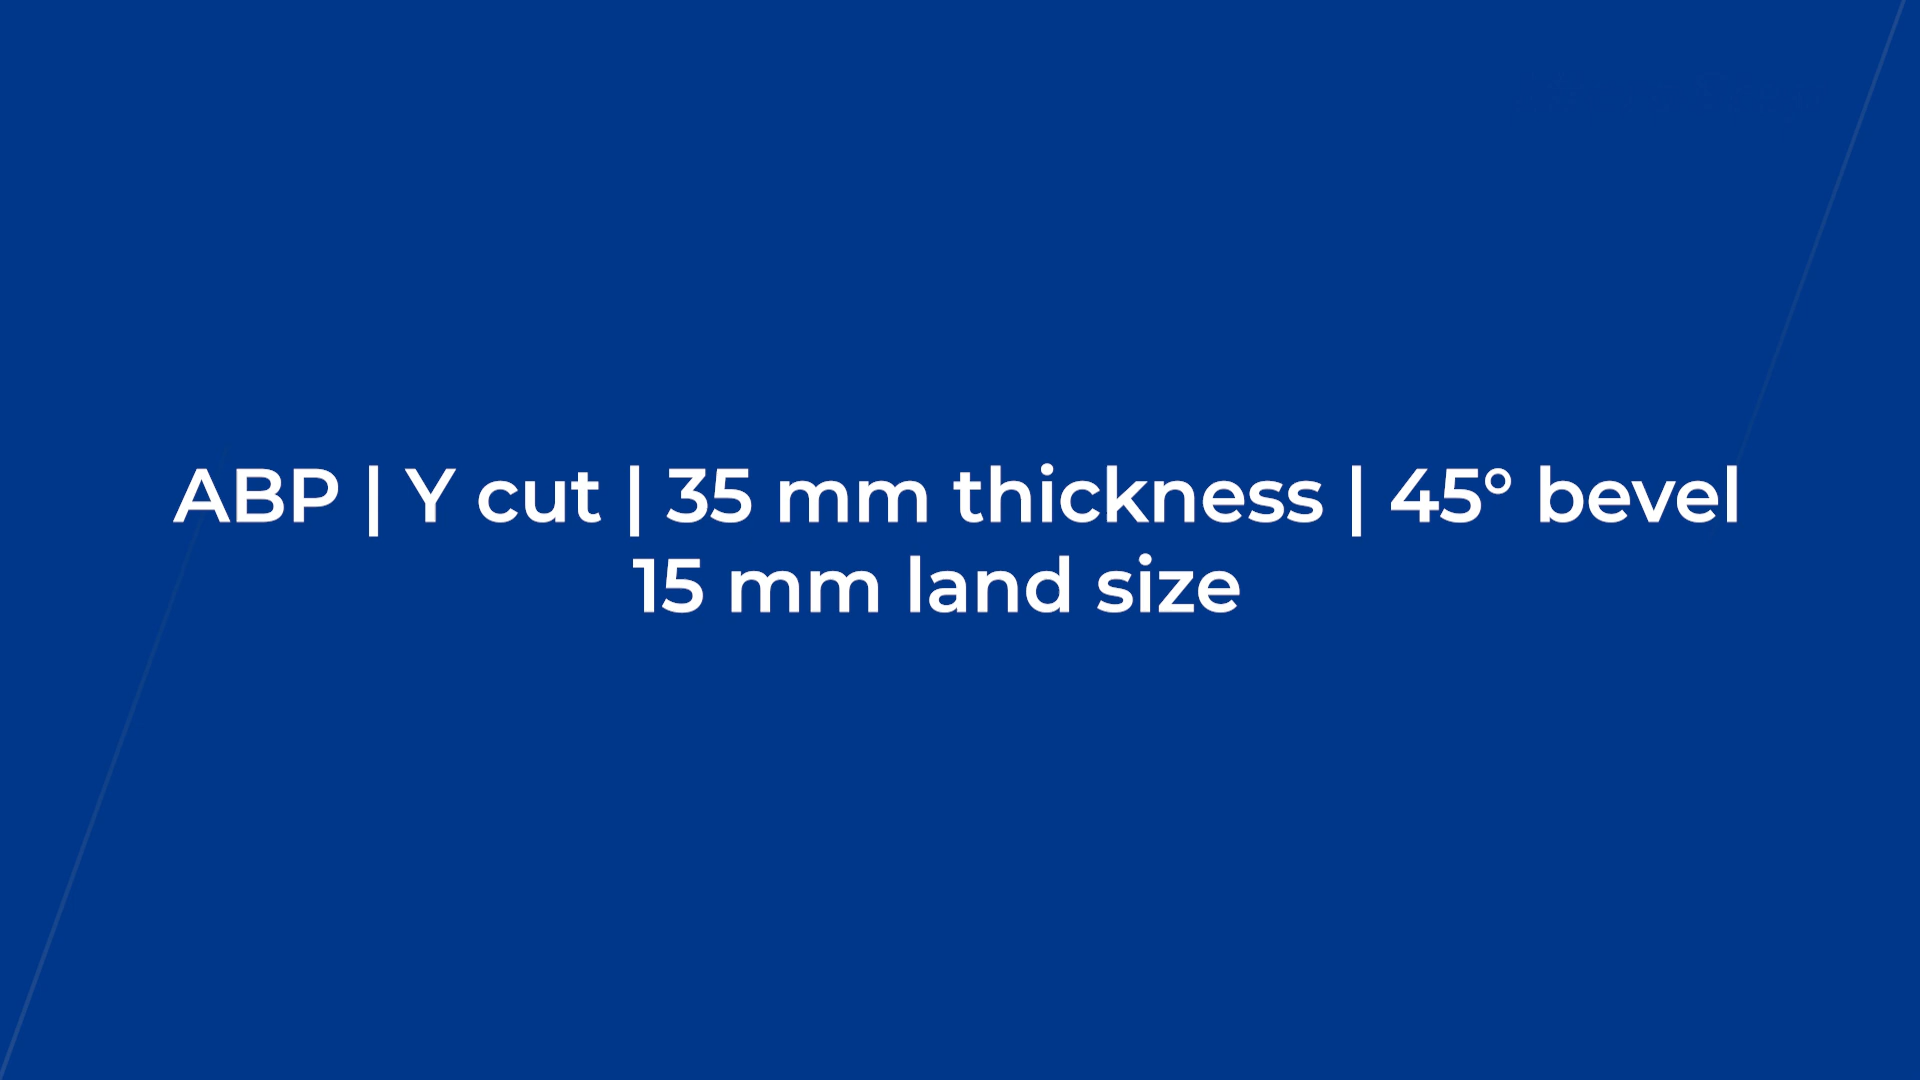 ABP | Y cut | 35 mm thickness | 45° bevel
15 mm land size